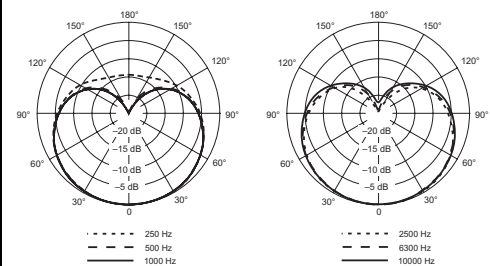 180°
150° 150°
120° 120°
90° 90°
60° 60°
30° 30°
0
–20 dB
–15 dB
–10 dB
–5 dB
250 Hz
500 Hz
1000 Hz
180°
150° 150°
120° 120°
90° 90°
60° 60°
30° 30°
0
–20 dB
–15 dB
–10 dB
–5 dB
2500 Hz
6300 Hz
10000 Hz